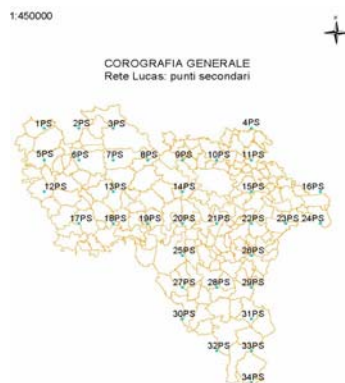 1:450000
COROGRAFIA GENERALE
Rete Lucas: punti secondari
4PS
1PS 2PS 3PS
5PS 6PS 7PS 8PS 9PS 10PS 11PS
12PS 13PS 14PS 15PS 16PS
17PS 18PS 19PS 20PS 21PS 22PS 23PS 24PS
25PS 26PS
27PS 28PS 29PS
30PS 31PS
32PS 33PS
34PS